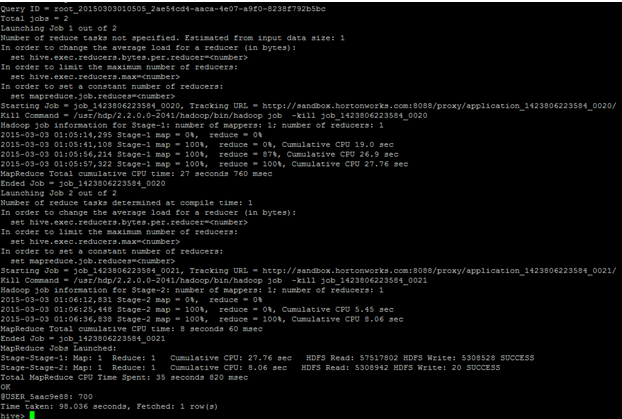 Query ID = root_20150303010505_2ae54cd4-aaca-4e07-a9f0-8238f792b5bc
Total jobs = 2
Launching Job 1 out of 2
Number of reduce tasks not specified. Estimated from input data size: 1
In order to change the average load for a reducer (in bytes):
  set hive.exec.reducers.bytes.per.reducer=<number>
In order to limit the maximum number of reducers:
  set hive.exec.reducers.max=<number>
In order to set a constant number of reducers:
  set mapreduce.job.reduces=<number>
Starting Job = job_1423806223584_0020, Tracking URL = http://sandbox.hortonworks.com:8088/proxy/application_1423806223584_0020/
Kill Command = /usr/hdp/2.2.0.0-2041/hadoop/bin/hadoop job  -kill job_1423806223584_0020
Hadoop job information for Stage-1: number of mappers: 1; number of reducers: 1
2015-03-03 01:05:14,295 Stage-1 map = 0%,  reduce = 0%
2015-03-03 01:05:41,108 Stage-1 map = 100%,  reduce = 0%, Cumulative CPU 19.0 sec
2015-03-03 01:05:56,214 Stage-1 map = 100%,  reduce = 87%, Cumulative CPU 26.9 sec
2015-03-03 01:05:57,322 Stage-1 map = 100%,  reduce = 100%, Cumulative CPU 27.76 sec
MapReduce Total cumulative CPU time: 27 seconds 760 msec
Ended Job = job_1423806223584_0020
Launching Job 2 out of 2
Number of reduce tasks determined at compile time: 1
In order to change the average load for a reducer (in bytes):
  set hive.exec.reducers.bytes.per.reducer=<number>
In order to limit the maximum number of reducers:
  set hive.exec.reducers.max=<number>
In order to set a constant number of reducers:
  set mapreduce.job.reduces=<number>
Starting Job = job_1423806223584_0021, Tracking URL = http://sandbox.hortonworks.com:8088/proxy/application_1423806223584_0021/
Kill Command = /usr/hdp/2.2.0.0-2041/hadoop/bin/hadoop job  -kill job_1423806223584_0021
Hadoop job information for Stage-2: number of mappers: 1; number of reducers: 1
2015-03-03 01:06:12,831 Stage-2 map = 0%,  reduce = 0%
2015-03-03 01:06:25,448 Stage-2 map = 100%,  reduce = 0%, Cumulative CPU 5.45 sec
2015-03-03 01:06:36,838 Stage-2 map = 100%,  reduce = 100%, Cumulative CPU 8.06 sec
MapReduce Total cumulative CPU time: 8 seconds 60 msec
Ended Job = job_1423806223584_0021
MapReduce Jobs Launched:
Stage-Stage-1: Map: 1  Reduce: 1   Cumulative CPU: 27.76 sec   HDFS Read: 57517802 HDFS Write: 5308528 SUCCESS
Stage-Stage-2: Map: 1  Reduce: 1   Cumulative CPU: 8.06 sec   HDFS Read: 5308942 HDFS Write: 20 SUCCESS
Total MapReduce CPU Time Spent: 35 seconds 820 msec
OK
@USER_5aac9e88: 700
Time taken: 98.036 seconds, Fetched: 1 row(s)
hive>